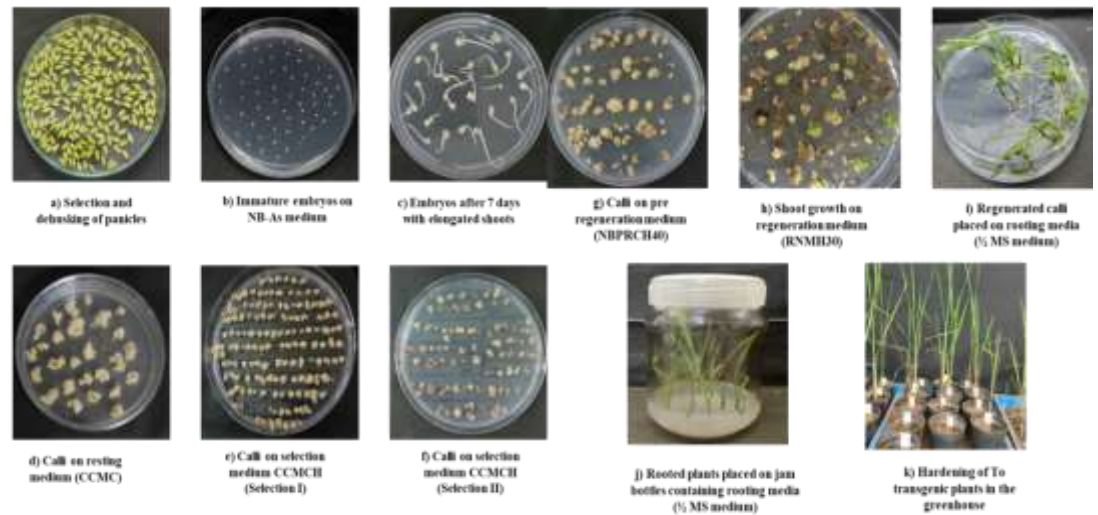 a) Selection and
dehusking of panicles
b) Immature embryos on
NB-As medium
c) Embryos after 7 days
with elongated shoots
g) Calli on pre
regeneration medium
(NBPRCH40)
h) Shoot growth on
regeneration medium
(RNMH30)
i) Regenerated calli
placed on rooting media
(½ MS medium)
d) Calli on resting
medium (CCMC)
e) Calli on selection
medium CCMCH
(Selection I)
f) Calli on selection
medium CCMCH
(Selection II)
j) Rooted plants placed on jam
bottles containing rooting media
(½ MS medium)
k) Hardening of To
transgenic plants in the
greenhouse